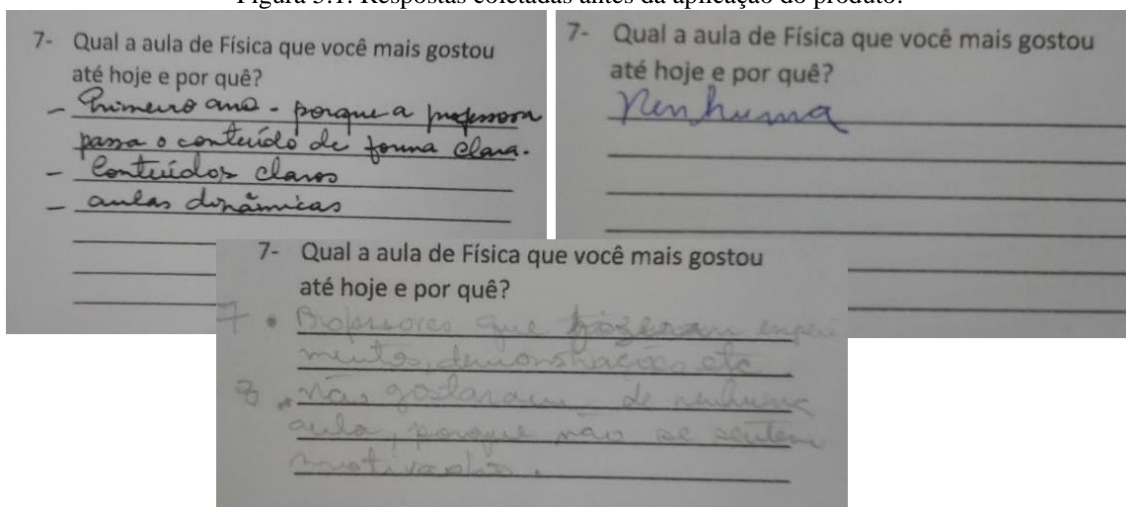 Figura 5.1: Respostas coletadas antes da aplicação do produto.
7- Qual a aula de Física que você mais gostou
até hoje e por quê?
- Primeiro ano - porque a professora
passa o conteúdo de forma clara.
- Conteúdos claros
- aulas dinâmicas
7- Qual a aula de Física que você mais gostou
até hoje e por quê?
Nenhuma
7- Qual a aula de Física que você mais gostou
até hoje e por quê?
7 • Professores que fizeram experi
mentos, demonstrações, etc.
não gostaram de nenhuma
aula, porque não se sentem
motivados.